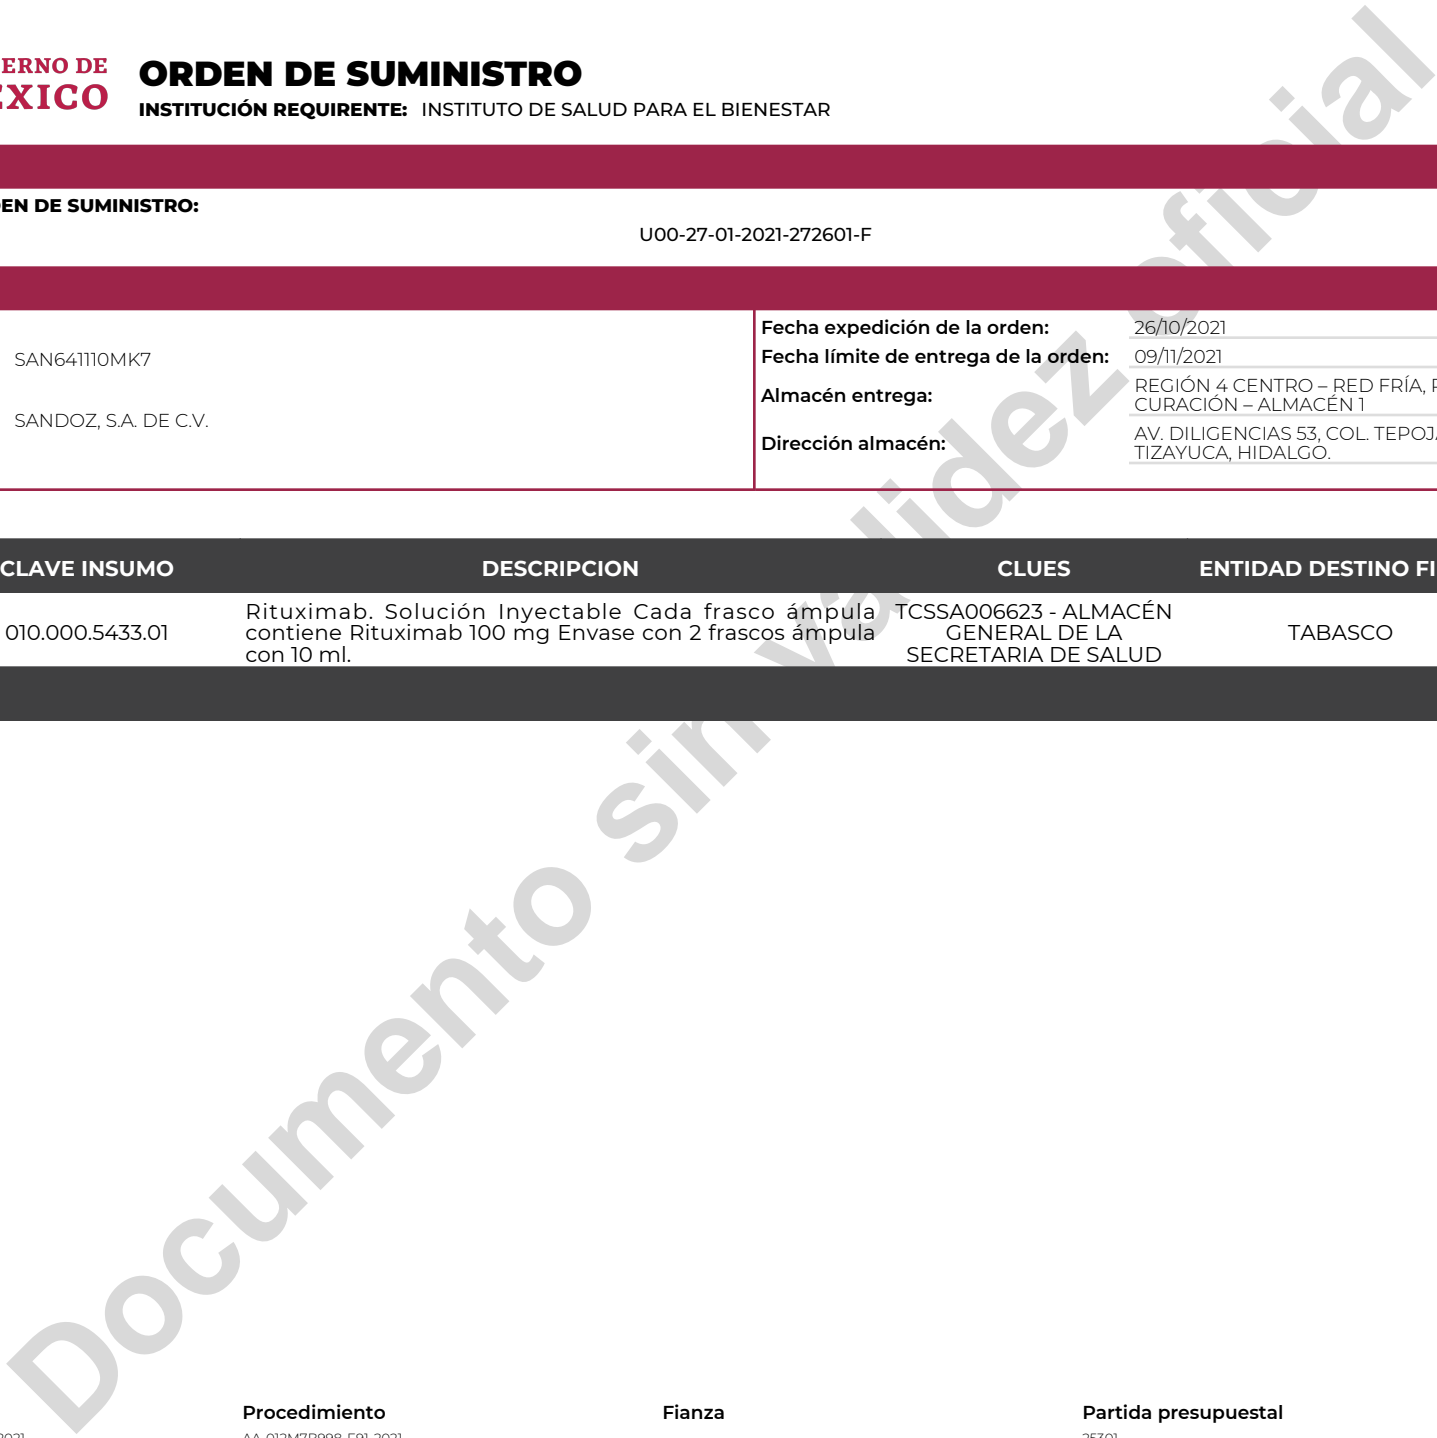 ERNO DE
ÉXICO
ORDEN DE SUMINISTRO
INSTITUCIÓN REQUIRENTE: INSTITUTO DE SALUD PARA EL BIENESTAR
EN DE SUMINISTRO:
U00-27-01-2021-272601-F
SAN641110MK7
SANDOZ, S.A. DE C.V.
Fecha expedición de la orden: 26/10/2021
Fecha límite de entrega de la orden: 09/11/2021
Almacén entrega: REGIÓN 4 CENTRO – RED FRÍA,
CURACIÓN – ALMACÉN 1
Dirección almacén: AV. DILIGENCIAS 53, COL. TEPOJA
TIZAYUCA, HIDALGO.
CLAVE INSUMO DESCRIPCION CLUES ENTIDAD DESTINO FI
010.000.5433.01
Rituximab. Solución Inyectable Cada frasco ámpula
contiene Rituximab 100 mg Envase con 2 frascos ámpula
con 10 ml.
TCSSA006623 - ALMACÉN
GENERAL DE LA
SECRETARIA DE SALUD
TABASCO
Documento sin validez oficial
Procedimiento Fianza Partida presupuestal